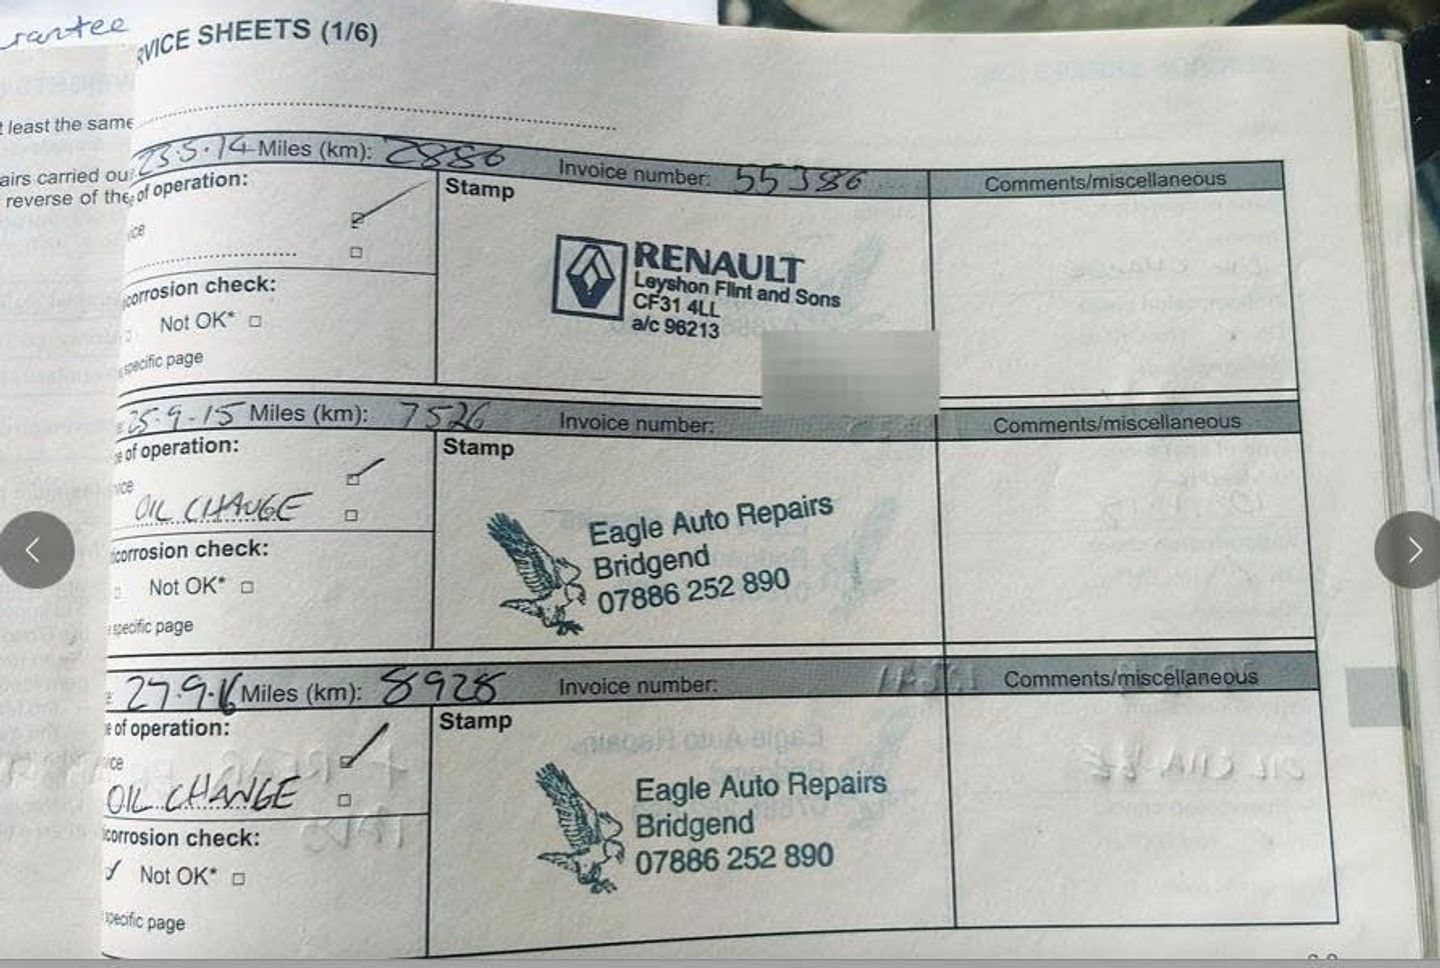 rantee
RVICE SHEETS (1/6)
t least the same
airs carried ou
reverse of the
23.5.14 Miles (km): 2886 Invoice number: 55386 Comments/miscellaneous
of operation:
Stamp
ice
RENAULT
Leyshon Flint and Sons
CF31 4LL
a/c 96213
corrosion check:
Not OK*
specific page
25.9.15 Miles (km): 7526 Invoice number: Comments/miscellaneous
e of operation:
Stamp
vice
OIL CHANGE
Eagle Auto Repairs
Bridgend
07886 252 890
corrosion check:
Not OK*
specific page
27.9.16 Miles (km): 8928 Invoice number: Comments/miscellaneous
e of operation:
Stamp
ice
OIL CHANGE
Eagle Auto Repairs
Bridgend
07886 252 890
corrosion check:
Not OK*
specific page